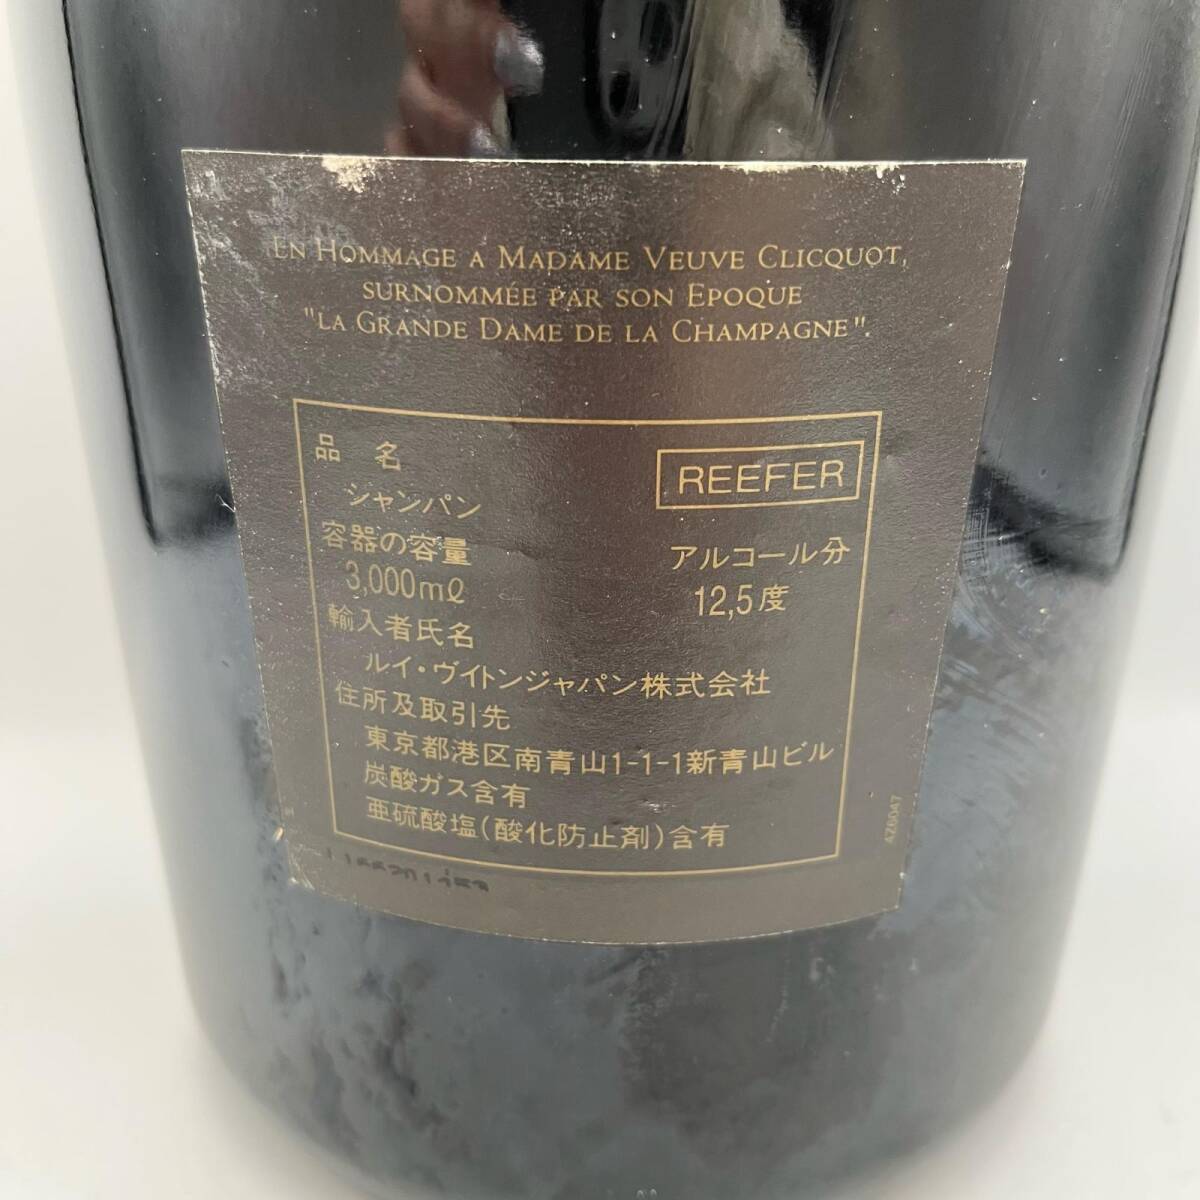 EN HOMMAGE A MADAME VEUVE CLICQUOT,
SURNOMMÉE PAR SON EPOQUE
"LA GRANDE DAME DE LA CHAMPAGNE".
品 名
REEFER
シャンパン
容器の容量
アルコール分
3,000mℓ
12,5度
輸入者氏名
ルイ・ヴイトンジャパン株式会社
住所及取引先
東京都港区南青山1-1-1新青山ビル
炭酸ガス含有
亜硫酸塩(酸化防止剤)含有
4Z6047